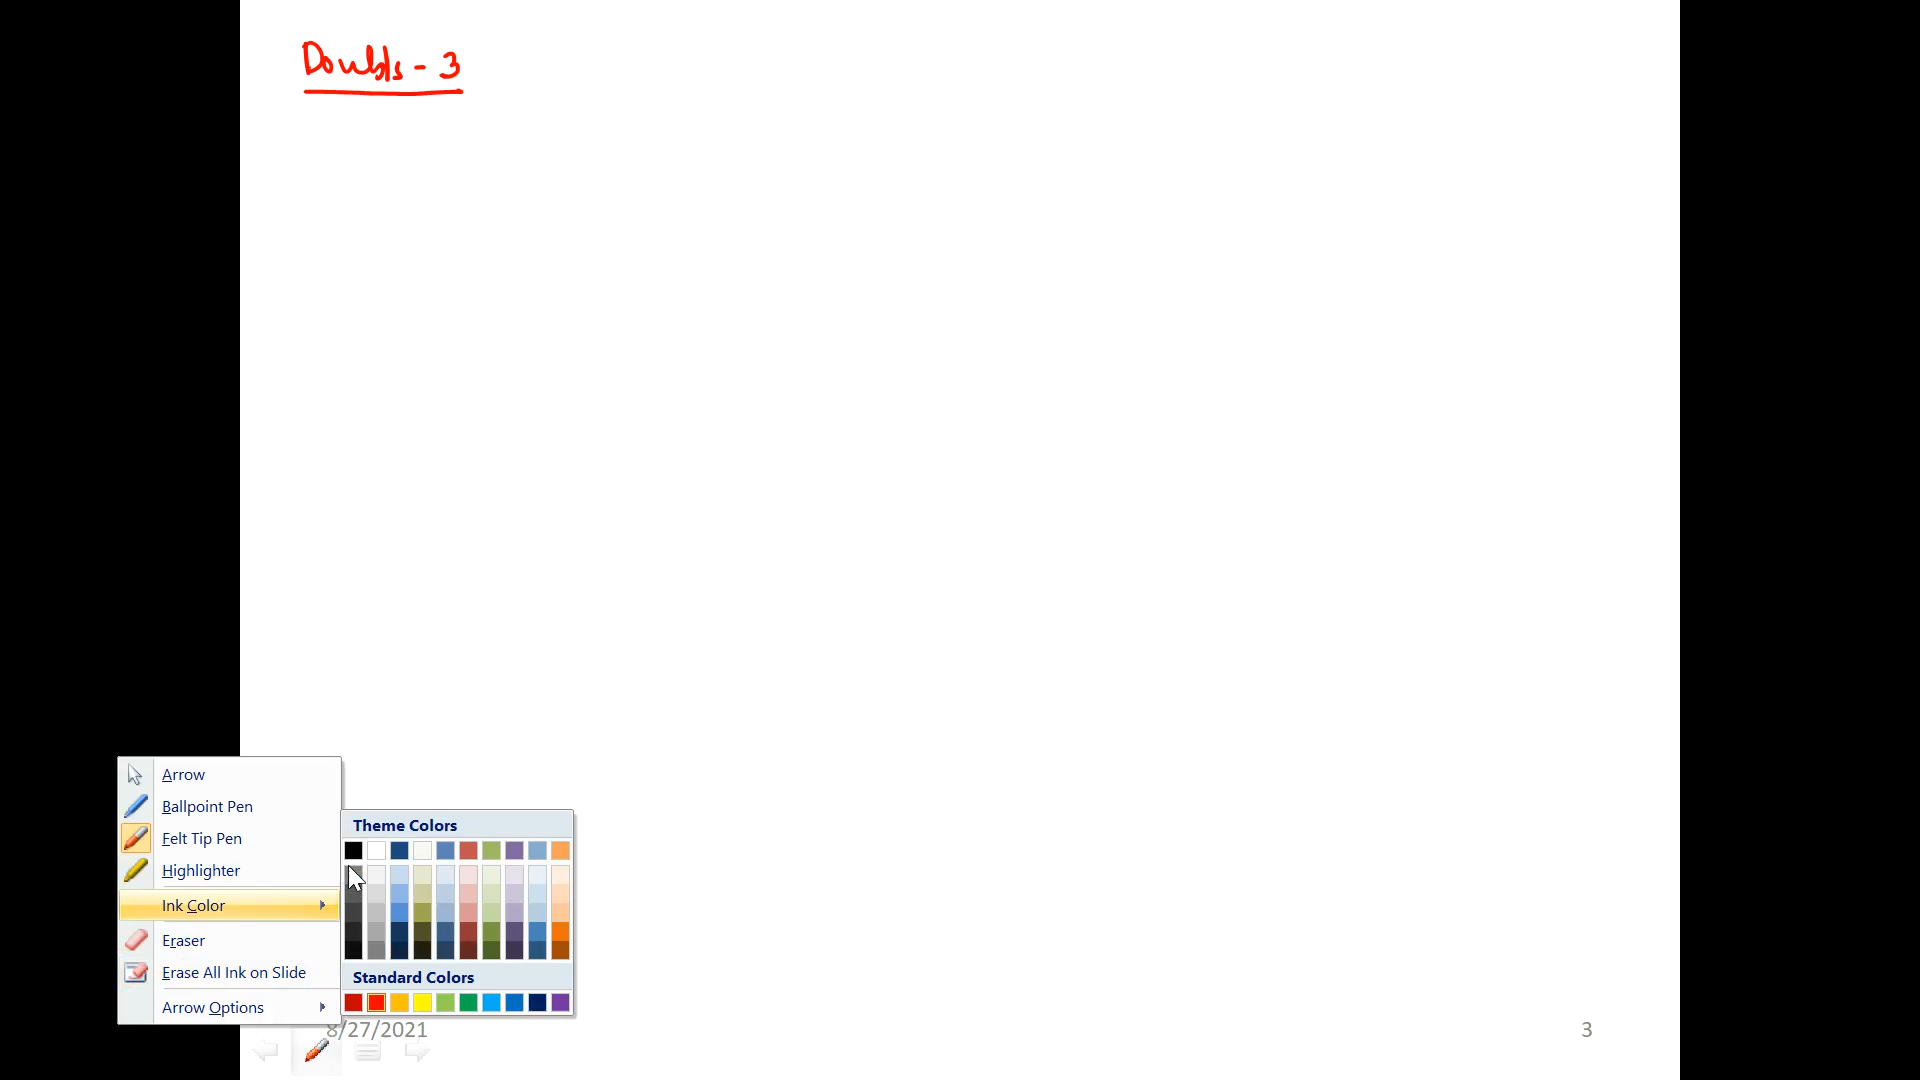 Doubts - 3
Arrow
Ballpoint Pen
Felt Tip Pen
Highlighter
Ink Color
Eraser
Erase All Ink on Slide
Arrow Options
Theme Colors
Standard Colors
8/27/2021
3